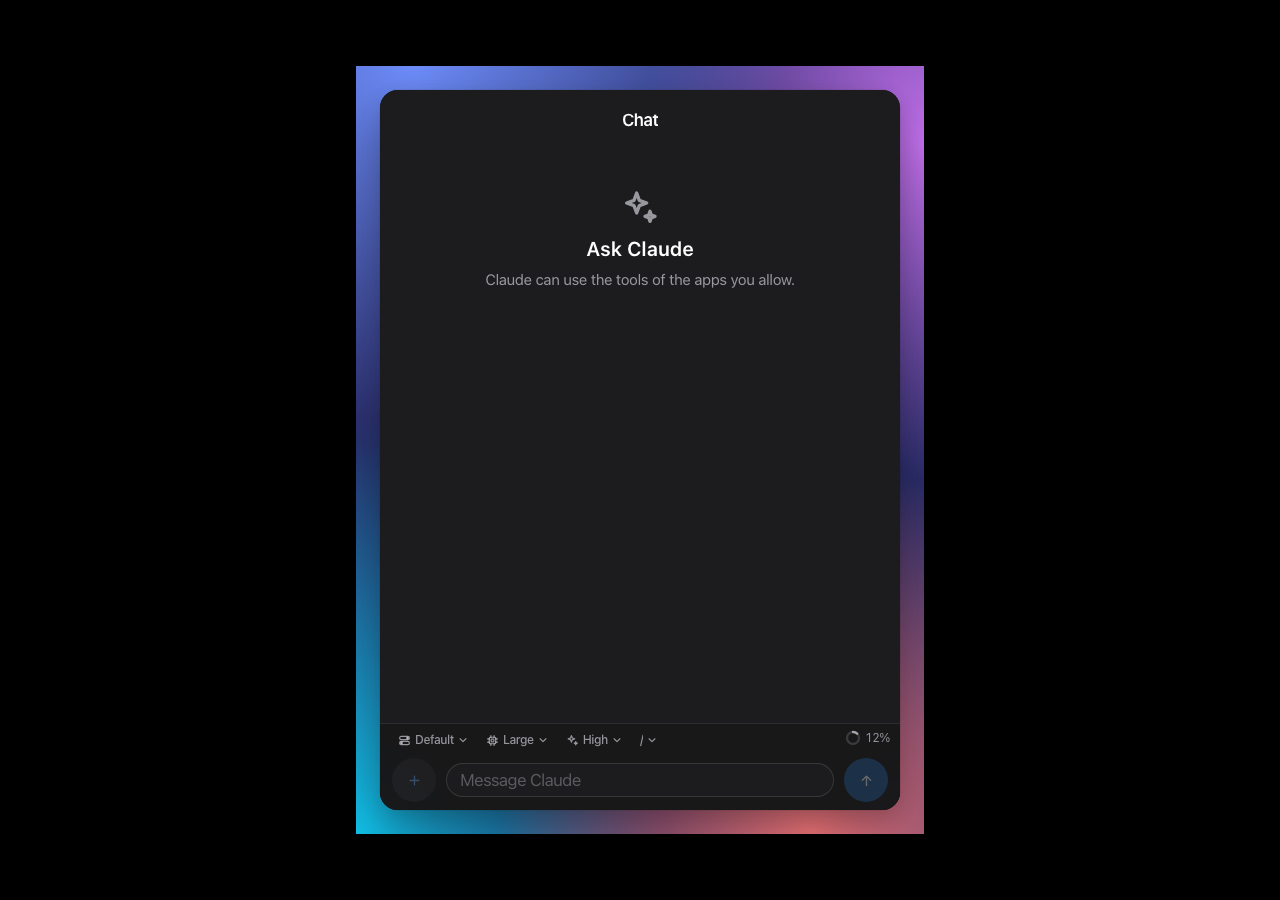 Chat
Ask Claude
Claude can use the tools of the apps you allow.
Default Large High / 12%
Message Claude